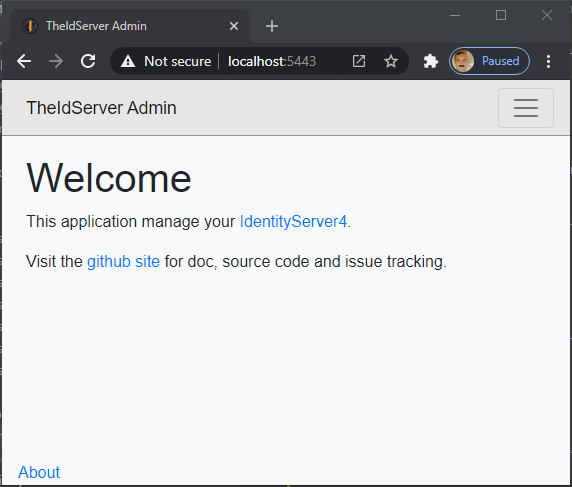 TheIdServer Admin
Not secure localhost:5443
Paused
TheIdServer Admin
Welcome
This application manage your IdentityServer4.
Visit the github site for doc, source code and issue tracking.
About